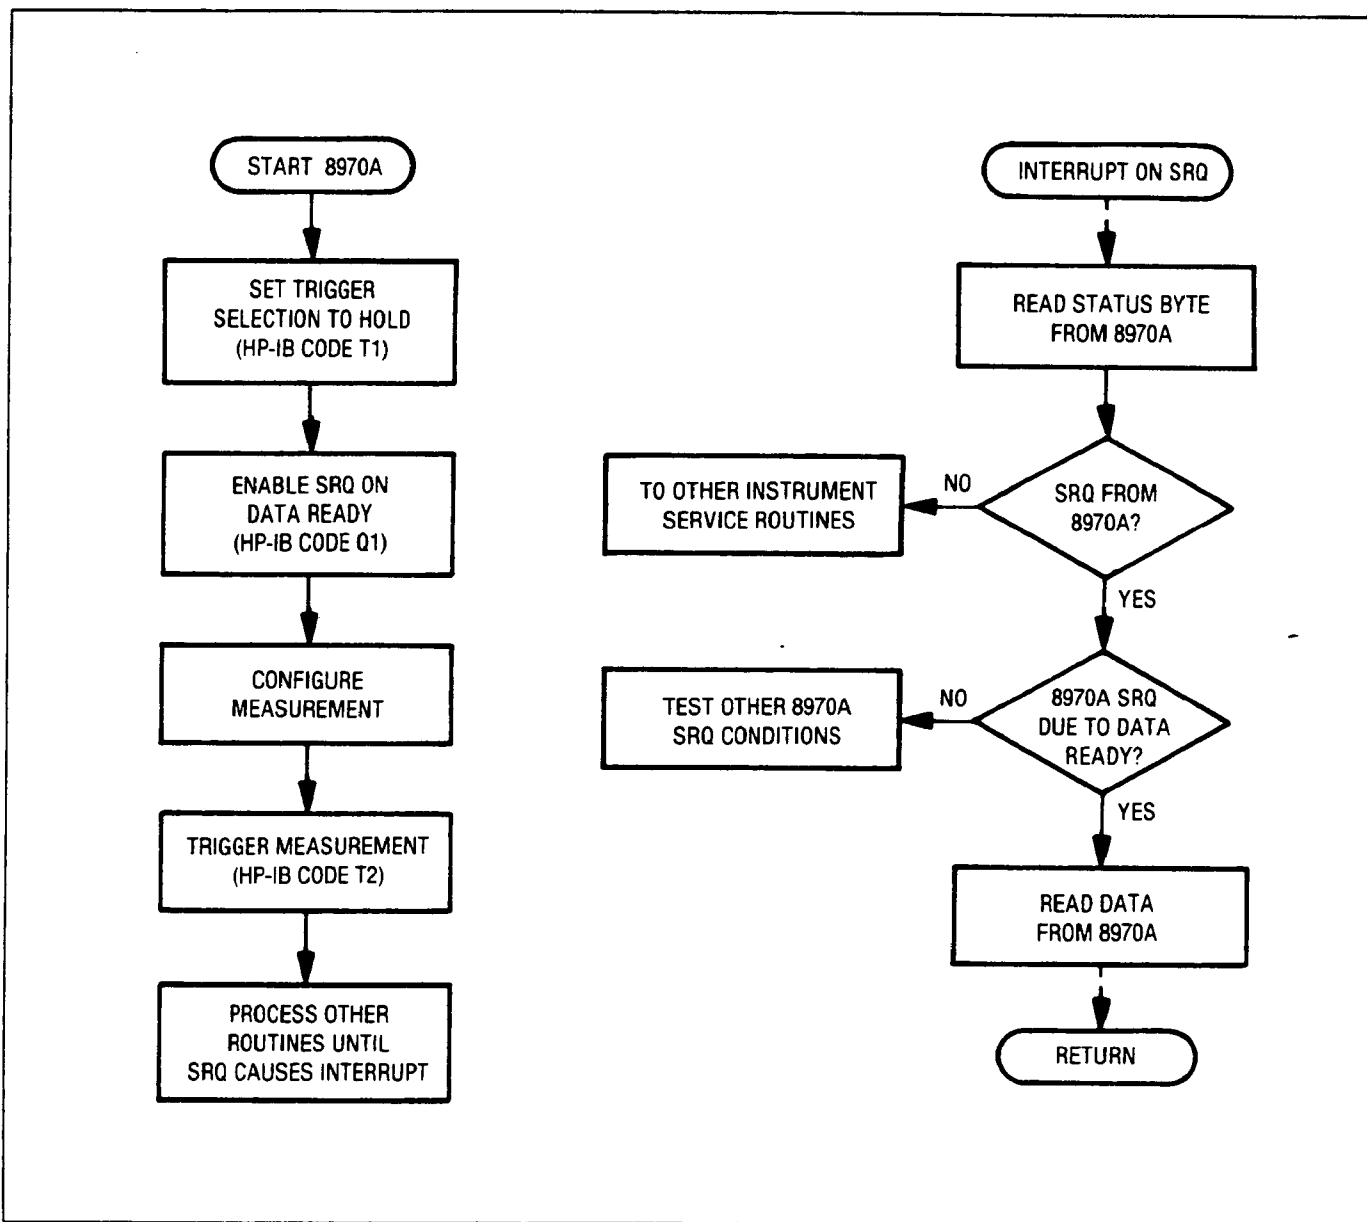 START 8970A
SET TRIGGER
SELECTION TO HOLD
(HP-IB CODE T1)
ENABLE SRQ ON
DATA READY
(HP-IB CODE Q1)
CONFIGURE
MEASUREMENT
TRIGGER MEASUREMENT
(HP-IB CODE T2)
PROCESS OTHER
ROUTINES UNTIL
SRQ CAUSES INTERRUPT
INTERRUPT ON SRQ
READ STATUS BYTE
FROM 8970A
SRQ FROM
8970A?
NO
TO OTHER INSTRUMENT
SERVICE ROUTINES
YES
8970A SRQ
DUE TO DATA
READY?
NO
TEST OTHER 8970A
SRQ CONDITIONS
YES
READ DATA
FROM 8970A
RETURN